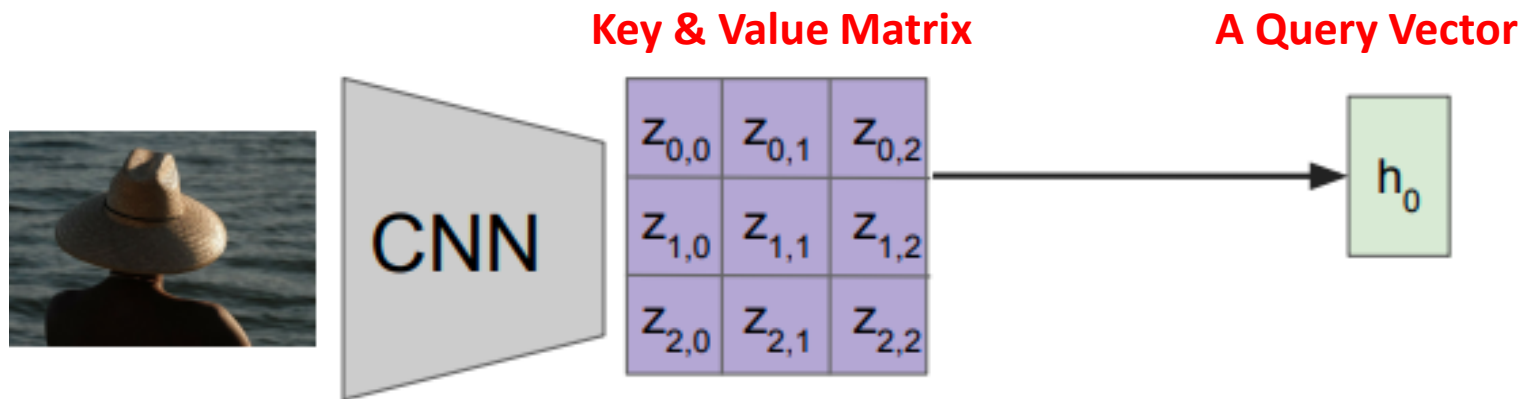 Key & Value Matrix
A Query Vector
CNN
z0,0 z0,1 z0,2
z1,0 z1,1 z1,2
z2,0 z2,1 z2,2
h0